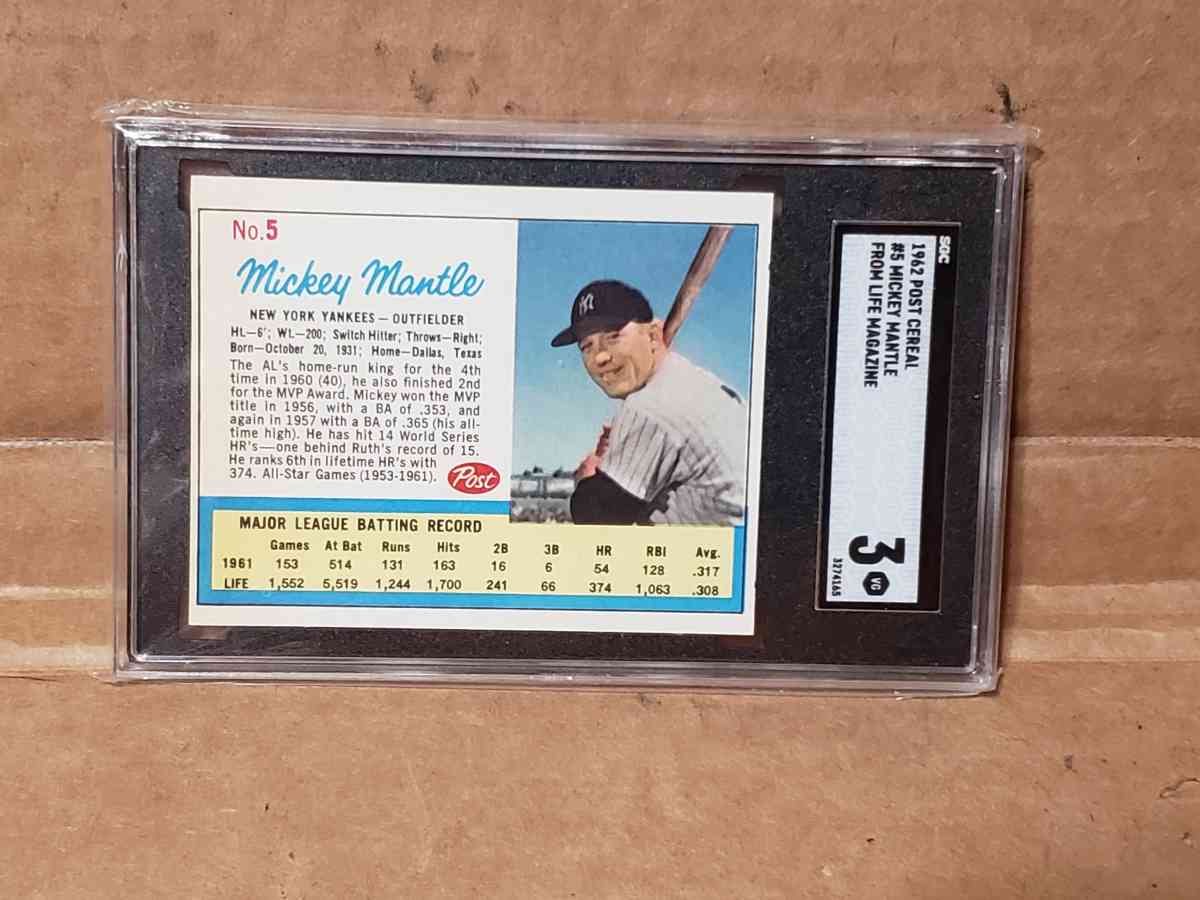 No.5
Mickey Mantle
NEW YORK YANKEES—OUTFIELDER
Ht.—6'; Wt.—200; Switch Hitter; Throws—Right;
Born—October 20, 1931; Home—Dallas, Texas
The AL's home-run king for the 4th
time in 1960 (40), he also finished 2nd
for the MVP Award. Mickey won the MVP
title in 1956, with a BA of .353, and
again in 1957 with a BA of .365 (his all-
time high). He has hit 14 World Series
HR's—one behind Ruth's record of 15.
He ranks 6th in lifetime HR's with
374. All-Star Games (1953-1961).
Post
NY
MAJOR LEAGUE BATTING RECORD
Games At Bat Runs Hits 2B 3B HR RBI Avg.
1961 153 514 131 163 16 6 54 128 .317
LIFE 1,552 5,519 1,244 1,700 241 66 374 1,063 .308
SGC
1962 POST CEREAL
#5 MICKEY MANTLE
FROM LIFE MAGAZINE
3
VG
3274165